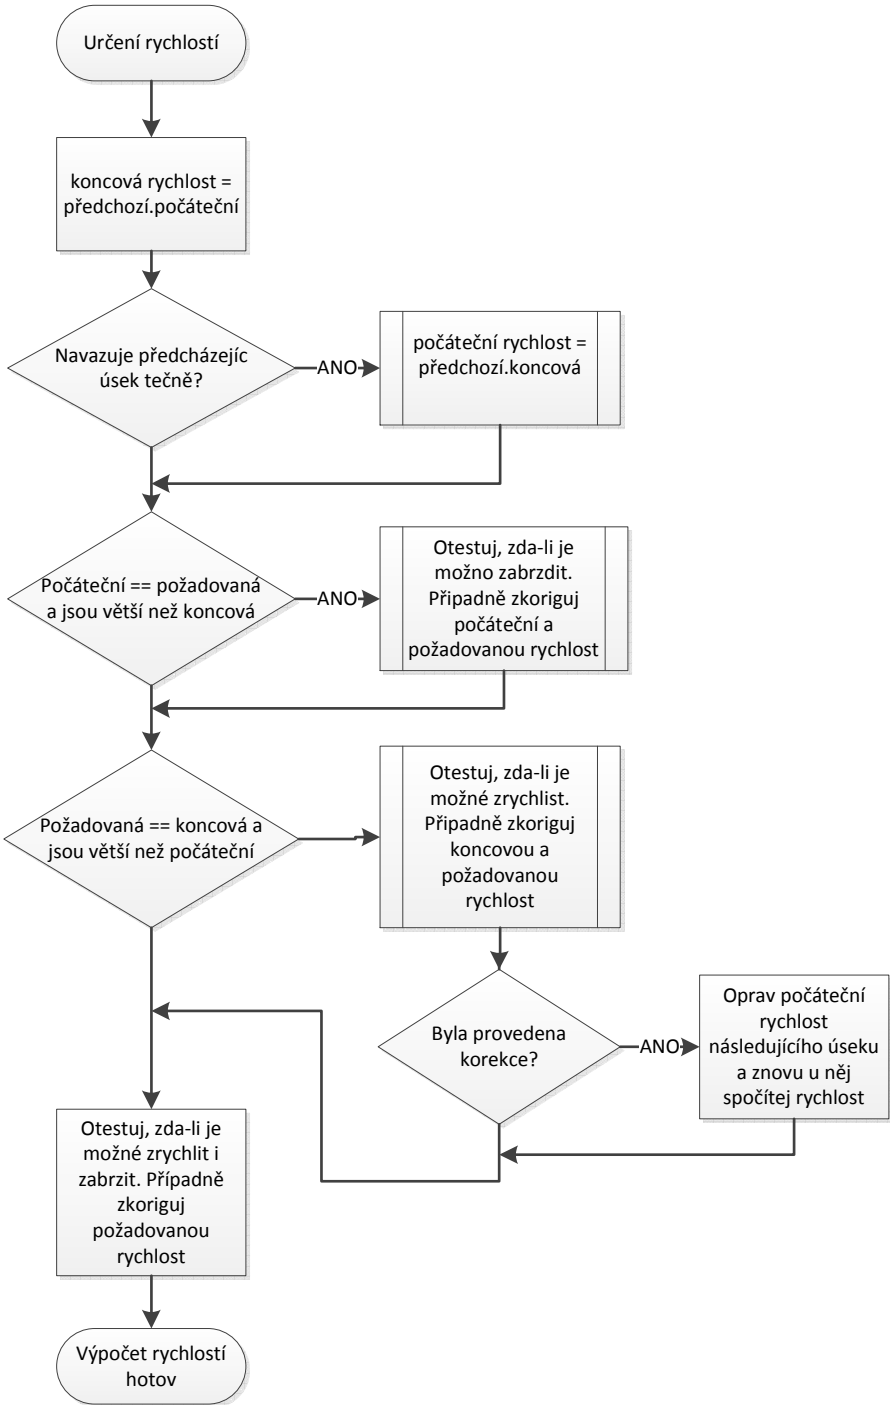 Určení rychlostí
koncová rychlost =
předchozí.počáteční
Navazuje předcházejíc
úsek tečně?
ANO
počáteční rychlost =
předchozí.koncová
Počáteční == požadovaná
a jsou větší než koncová
ANO
Otestuj, zda-li je
možno zabrzdit.
Připadně zkoriguj
počáteční a
požadovanou rychlost
Požadovaná == koncová a
jsou větší než počáteční
Otestuj, zda-li je
možné zrychlist.
Připadně zkoriguj
koncovou a
požadovanou
rychlost
Byla provedena
korekce?
ANO
Oprav počáteční
rychlost
následujícího úseku
a znovu u něj
spočítej rychlost
Otestuj, zda-li je
možné zrychlit i
zabrzit. Případně
zkoriguj
požadovanou
rychlost
Výpočet rychlostí
hotov